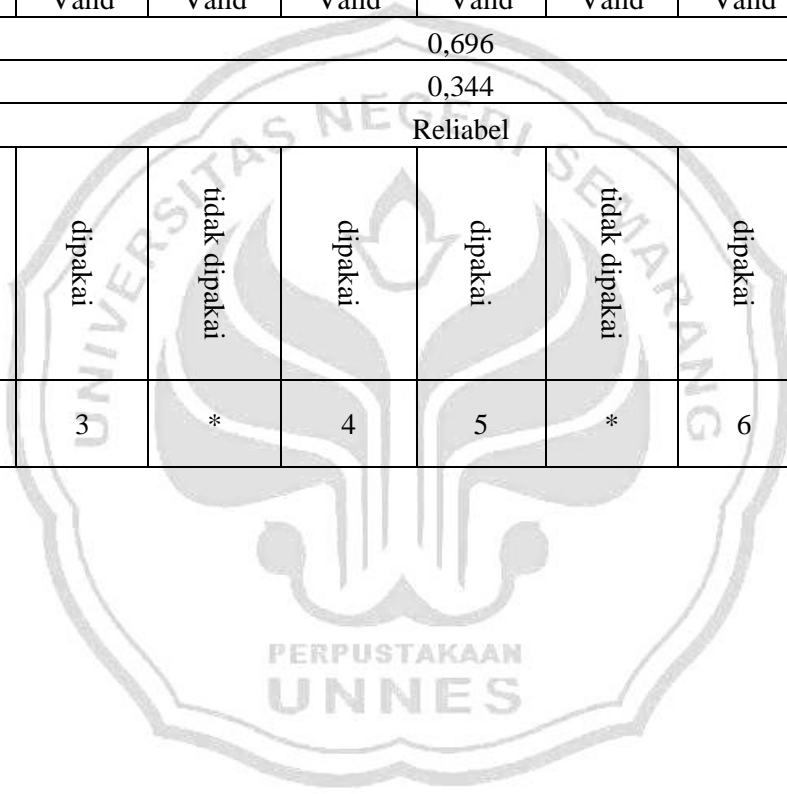 Valid Valid Valid Valid Valid Valid
0,696
0,344
Reliabel
dipakai tidak dipakai dipakai dipakai tidak dipakai dipakai
3 * 4 5 * 6
UNIVERSITAS NEGERI SEMARANG
PERPUSTAKAAN
UNNES